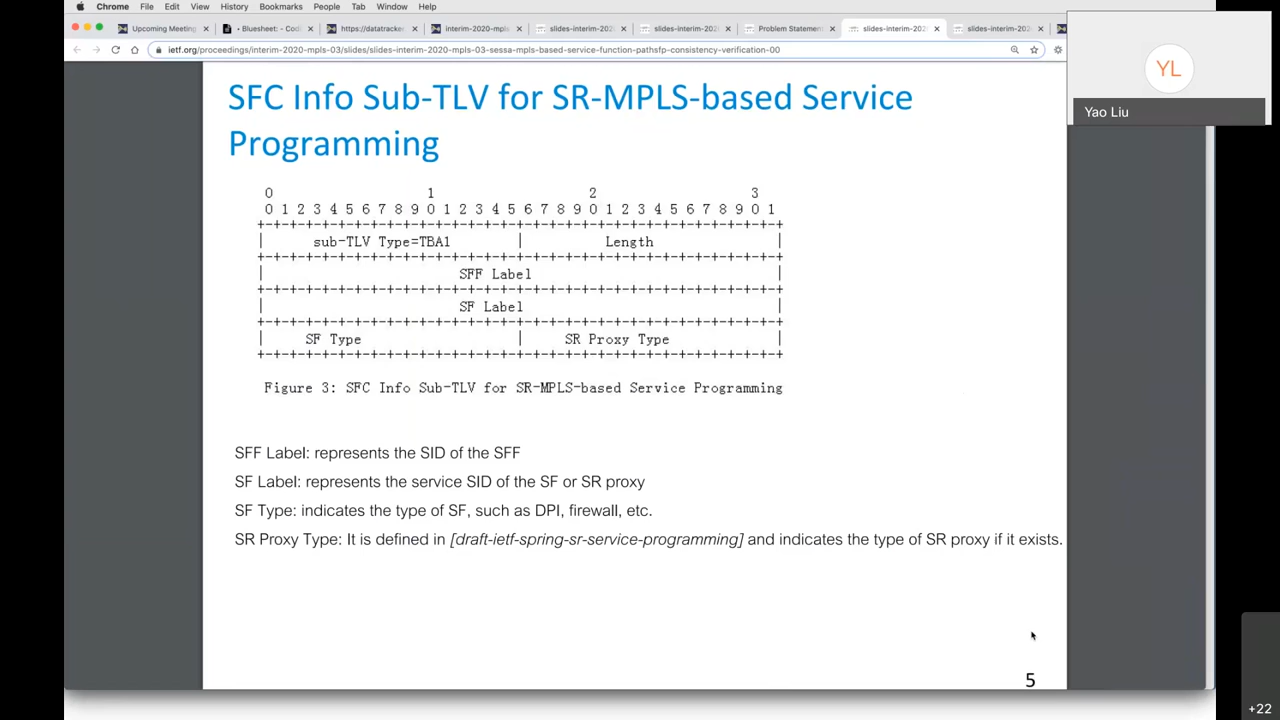 Chrome File Edit View History Bookmarks People Tab Window Help
Upcoming Meeting • Bluesheet: - Codi https://datatracke interim-2020-mpls- slides-interim-2020 slides-interim-2020 Problem Statement slides-interim-2020 slides-interim-202
ietf.org/proceedings/interim-2020-mpls-03/slides/slides-interim-2020-mpls-03-sessa-mpls-based-service-function-pathsfp-consistency-verification-00
YL
Yao Liu
SFC Info Sub-TLV for SR-MPLS-based Service
Programming
0 1 2 3
0 1 2 3 4 5 6 7 8 9 0 1 2 3 4 5 6 7 8 9 0 1 2 3 4 5 6 7 8 9 0 1
+-+-+-+-+-+-+-+-+-+-+-+-+-+-+-+-+-+-+-+-+-+-+-+-+-+-+-+-+-+-+-+-+
| sub-TLV Type=TBA1 | Length |
+-+-+-+-+-+-+-+-+-+-+-+-+-+-+-+-+-+-+-+-+-+-+-+-+-+-+-+-+-+-+-+-+
| SFF Label |
+-+-+-+-+-+-+-+-+-+-+-+-+-+-+-+-+-+-+-+-+-+-+-+-+-+-+-+-+-+-+-+-+
| SF Label |
+-+-+-+-+-+-+-+-+-+-+-+-+-+-+-+-+-+-+-+-+-+-+-+-+-+-+-+-+-+-+-+-+
| SF Type | SR Proxy Type |
+-+-+-+-+-+-+-+-+-+-+-+-+-+-+-+-+-+-+-+-+-+-+-+-+-+-+-+-+-+-+-+-+
Figure 3: SFC Info Sub-TLV for SR-MPLS-based Service Programming
SFF Label: represents the SID of the SFF
SF Label: represents the service SID of the SF or SR proxy
SF Type: indicates the type of SF, such as DPI, firewall, etc.
SR Proxy Type: It is defined in [draft-ietf-spring-sr-service-programming] and indicates the type of SR proxy if it exists.
5
+22